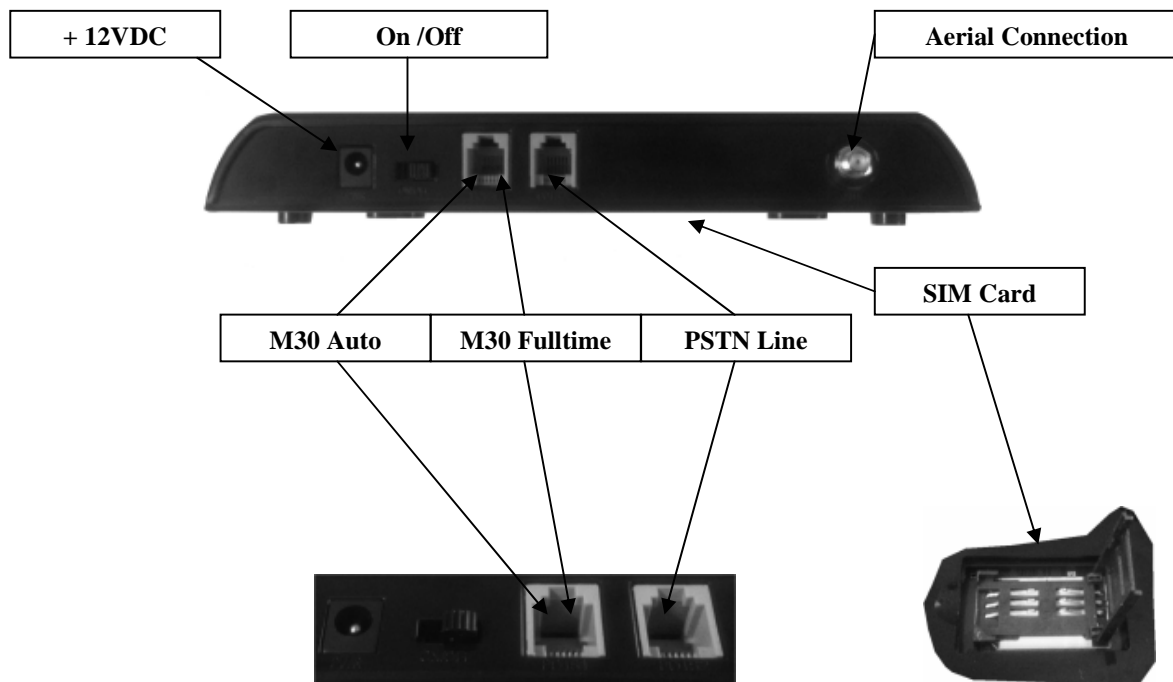 + 12VDC
On /Off
Aerial Connection
SIM Card
M30 Auto
M30 Fulltime
PSTN Line